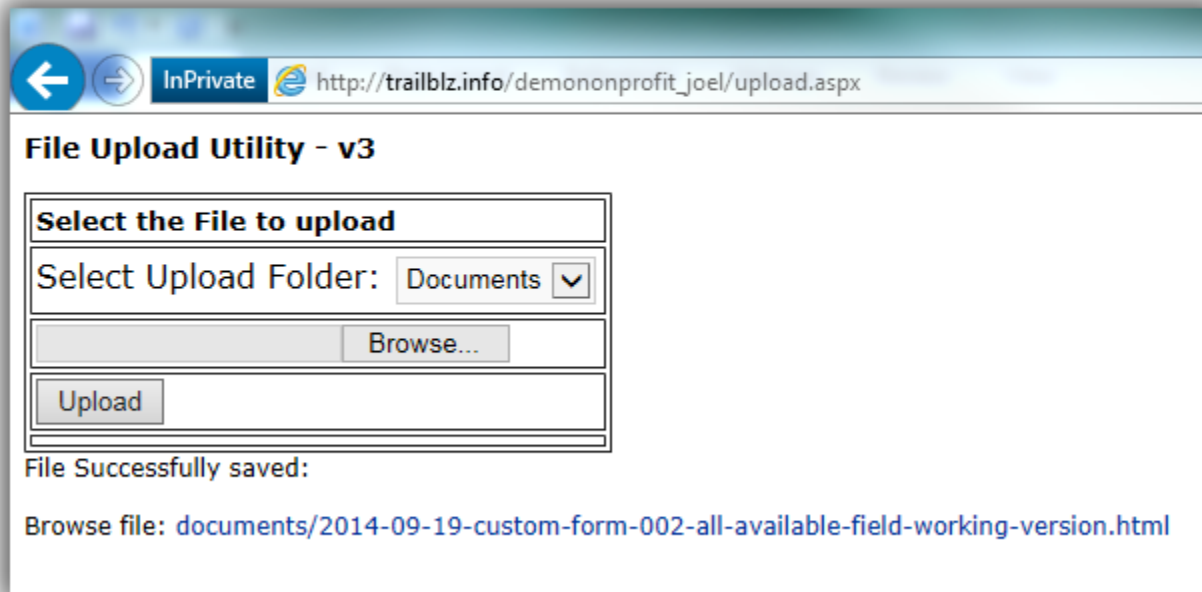 InPrivate http://trailblz.info/demononprofit_joel/upload.aspx
File Upload Utility - v3
Select the File to upload
Select Upload Folder: Documents
Browse...
Upload
File Successfully saved:
Browse file: documents/2014-09-19-custom-form-002-all-available-field-working-version.html